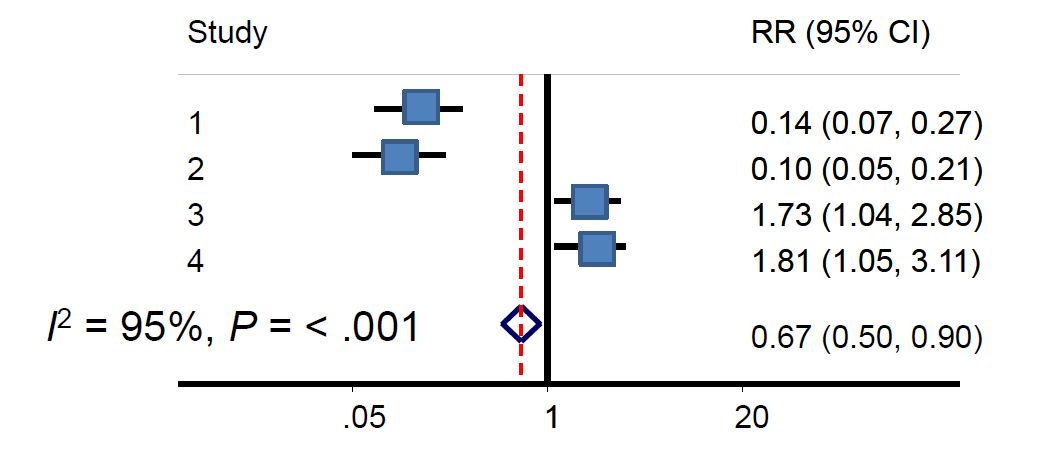 Study RR (95% CI)
1 0.14 (0.07, 0.27)
2 0.10 (0.05, 0.21)
3 1.73 (1.04, 2.85)
4 1.81 (1.05, 3.11)
I² = 95%, P = < .001 0.67 (0.50, 0.90)
.05 1 20